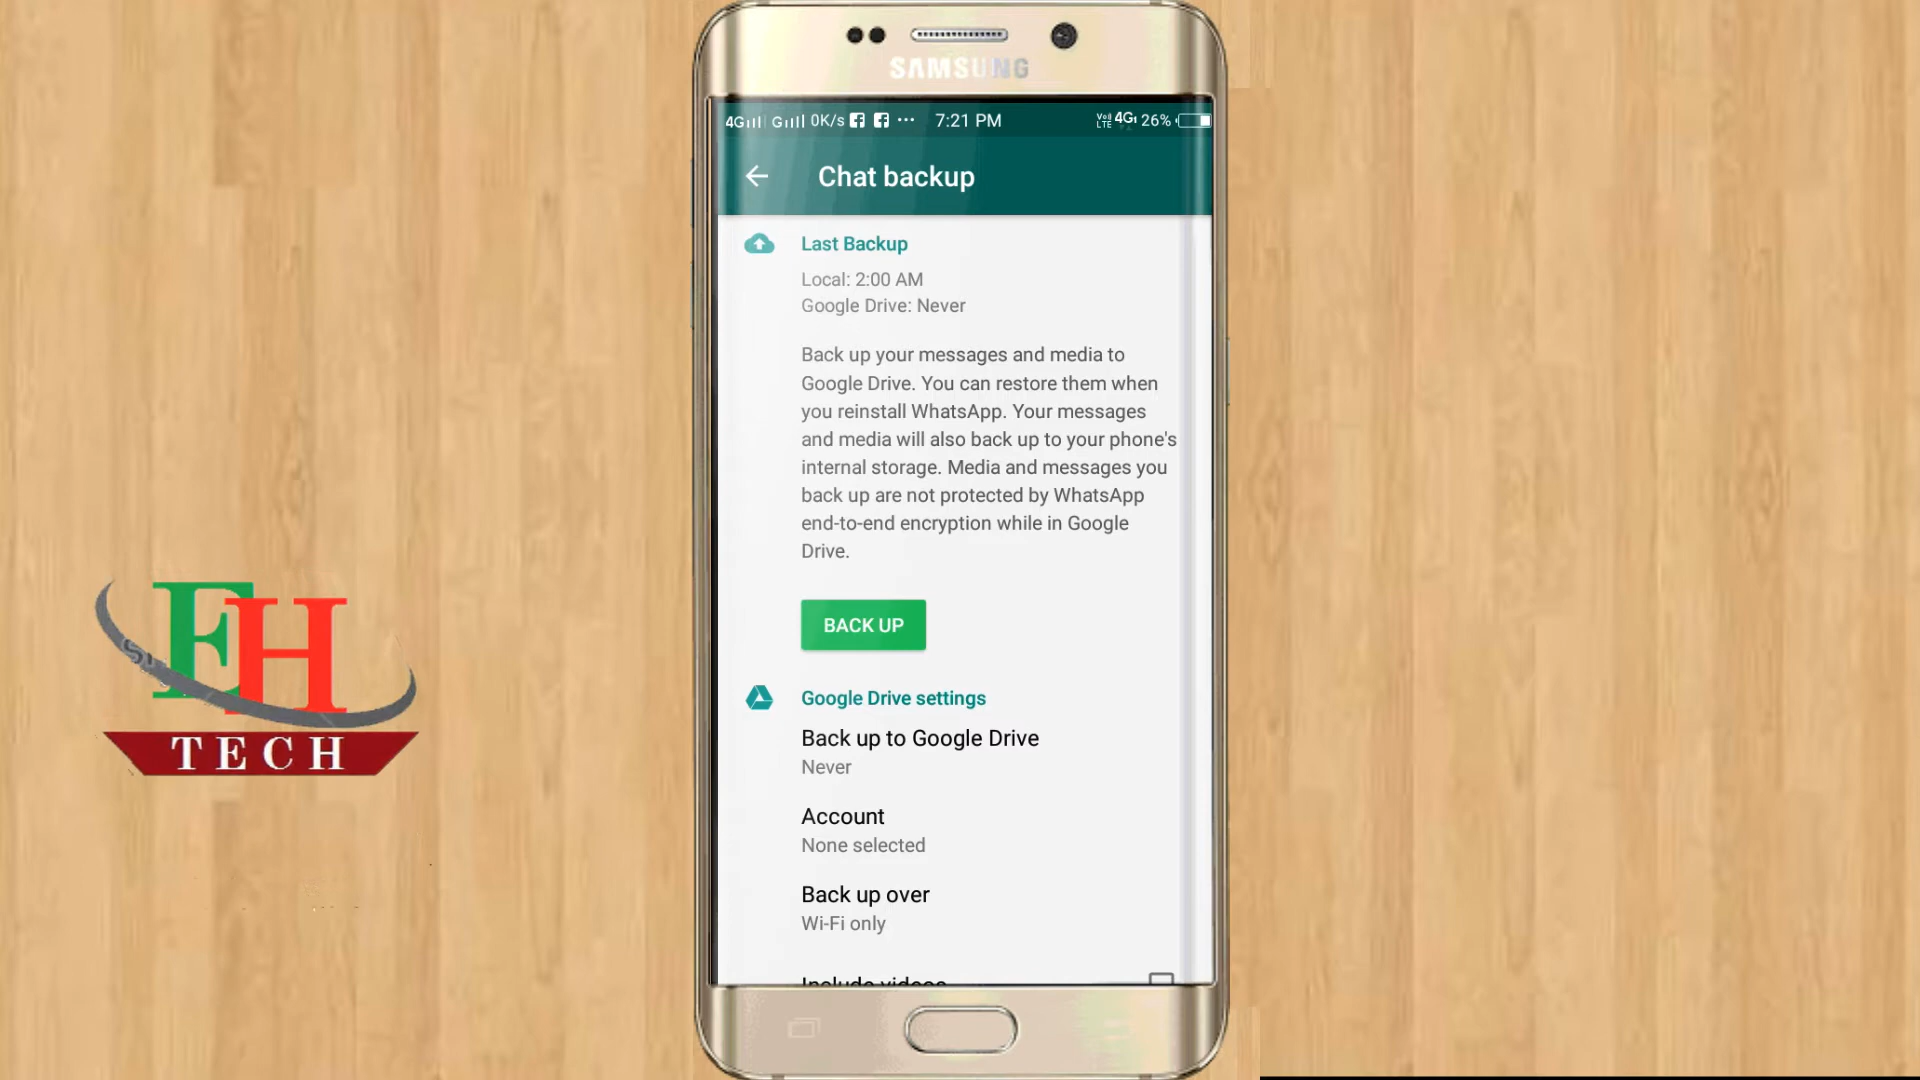 SAMSUNG
4G G 0K/s ... 7:21 PM VoLTE 4G 26%
Chat backup
Last Backup
Local: 2:00 AM
Google Drive: Never
Back up your messages and media to
Google Drive. You can restore them when
you reinstall WhatsApp. Your messages
and media will also back up to your phone's
internal storage. Media and messages you
back up are not protected by WhatsApp
end-to-end encryption while in Google
Drive.
BACK UP
Google Drive settings
Back up to Google Drive
Never
Account
None selected
Back up over
Wi-Fi only
Include videos
EH
TECH